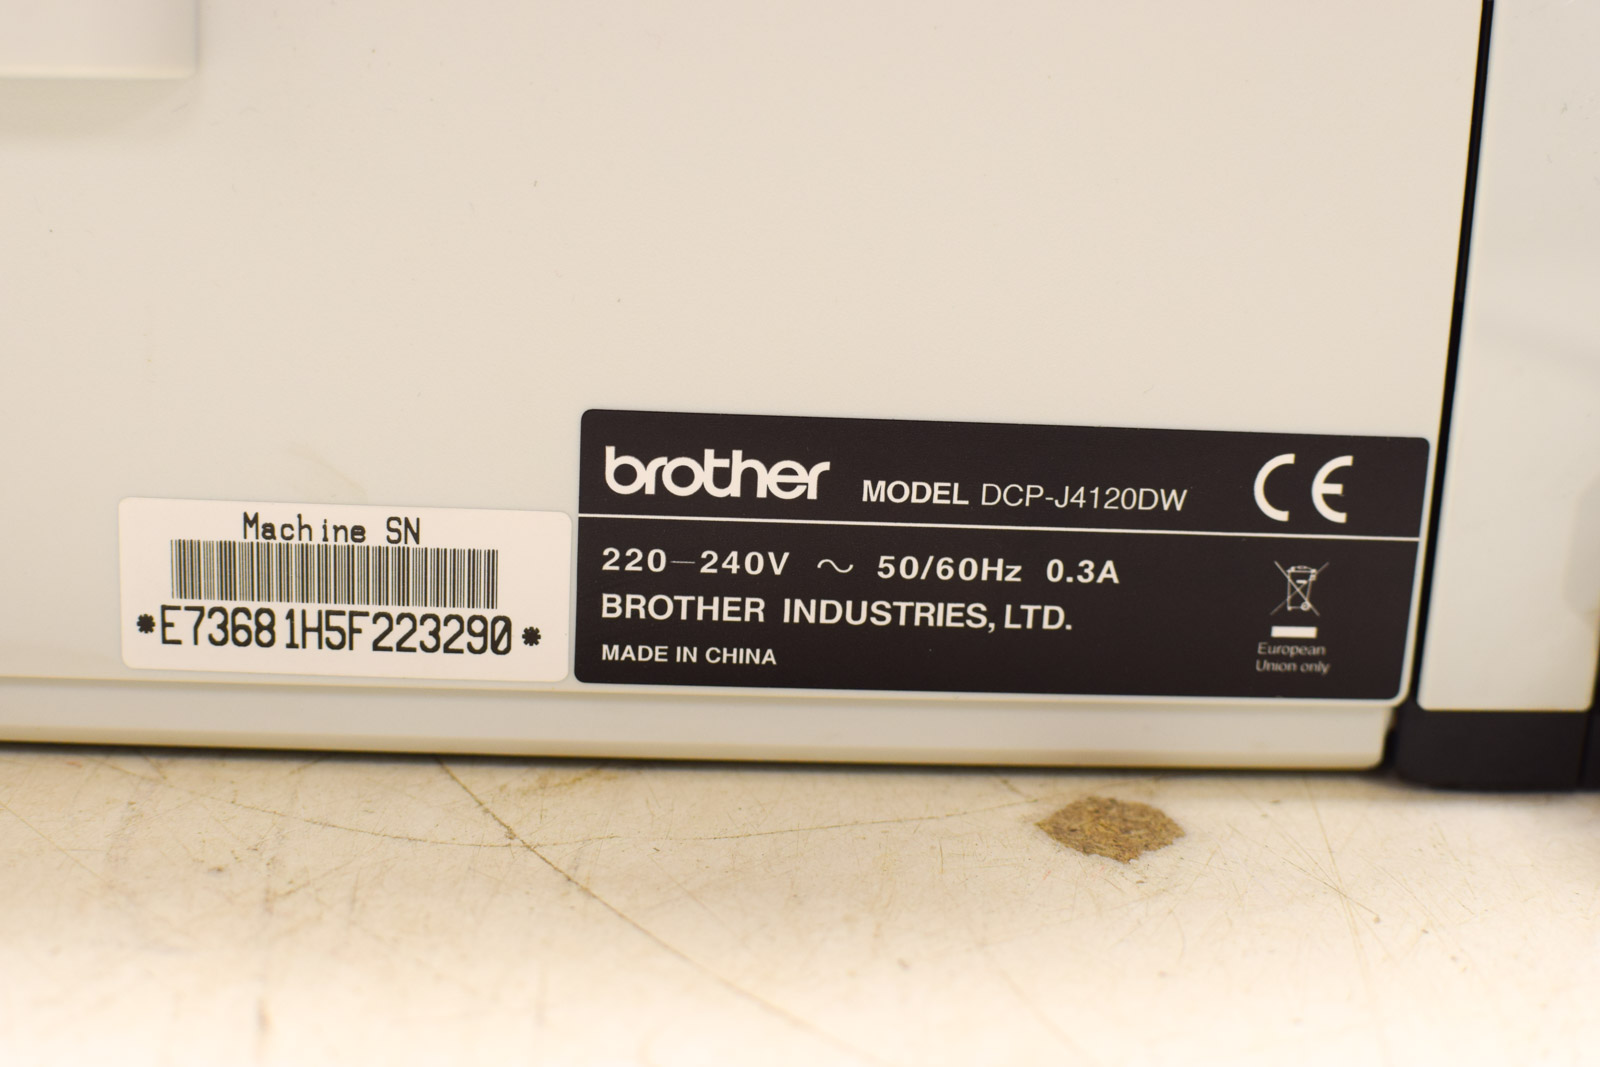 Machine SN
*E73681H5F223290*
brother MODEL DCP-J4120DW CE
220-240V ~ 50/60Hz 0.3A
BROTHER INDUSTRIES, LTD.
MADE IN CHINA
European
Union only